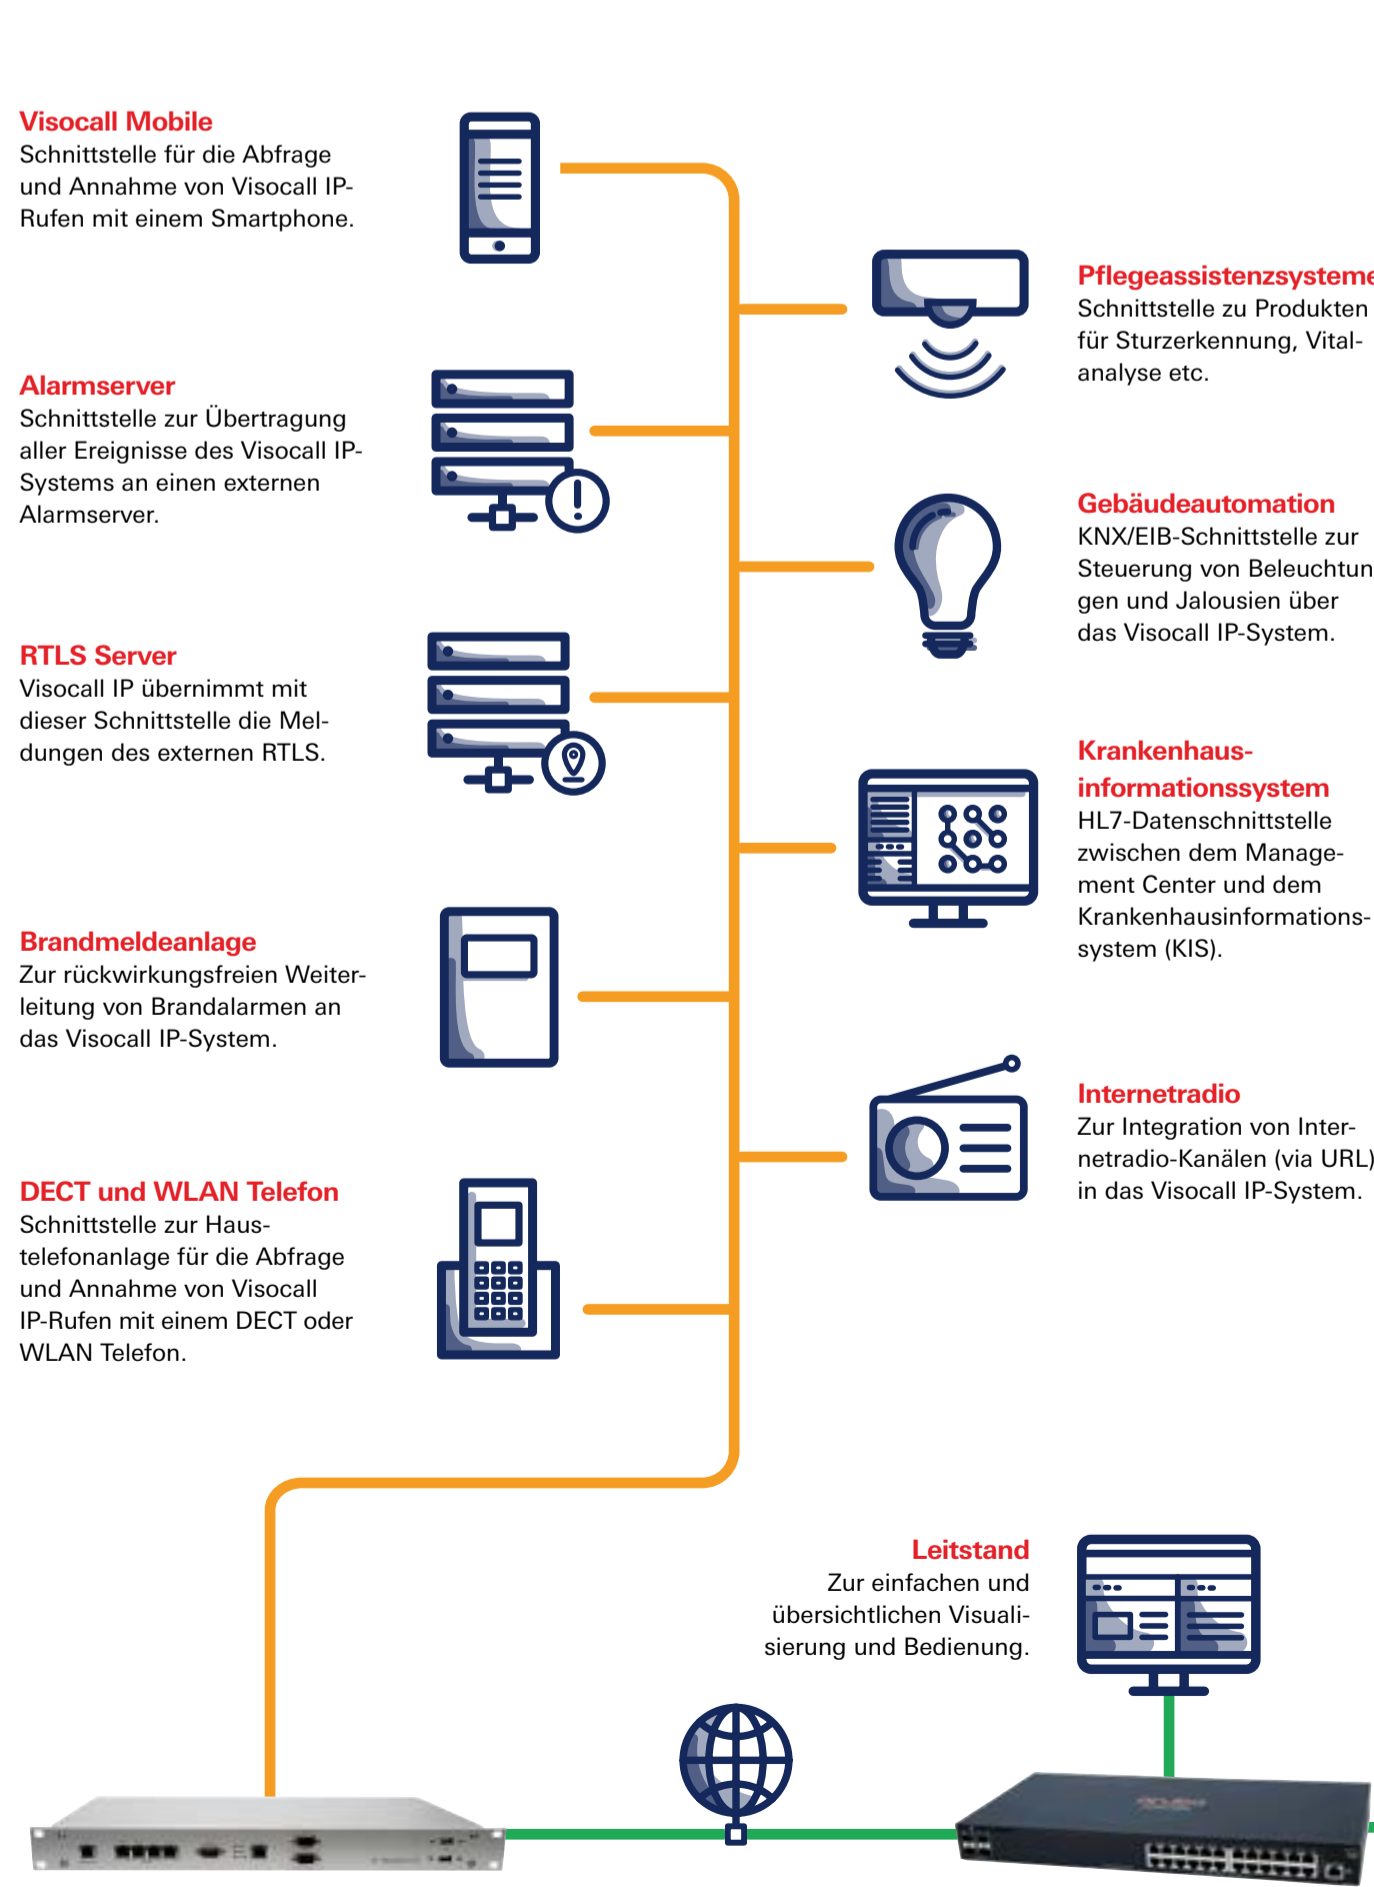 Visocall Mobile
Schnittstelle für die Abfrage
und Annahme von Visocall IP-
Rufen mit einem Smartphone.
Pflegeassistenzsysteme
Schnittstelle zu Produkten
für Sturzerkennung, Vital-
analyse etc.
Alarmserver
Schnittstelle zur Übertragung
aller Ereignisse des Visocall IP-
Systems an einen externen
Alarmserver.
Gebäudeautomation
KNX/EIB-Schnittstelle zur
Steuerung von Beleuchtun
gen und Jalousien über
das Visocall IP-System.
RTLS Server
Visocall IP übernimmt mit
dieser Schnittstelle die Mel-
dungen des externen RTLS.
Krankenhaus-
informationssystem
HL7-Datenschnittstelle
zwischen dem Manage-
ment Center und dem
Krankenhausinformations-
system (KIS).
Brandmeldeanlage
Zur rückwirkungsfreien Weiter-
leitung von Brandalarmen an
das Visocall IP-System.
Internetradio
Zur Integration von Inter-
netradio-Kanälen (via URL)
in das Visocall IP-System.
DECT und WLAN Telefon
Schnittstelle zur Haus-
telefonanlage für die Abfrage
und Annahme von Visocall
IP-Rufen mit einem DECT oder
WLAN Telefon.
Leitstand
Zur einfachen und
übersichtlichen Visuali-
sierung und Bedienung.